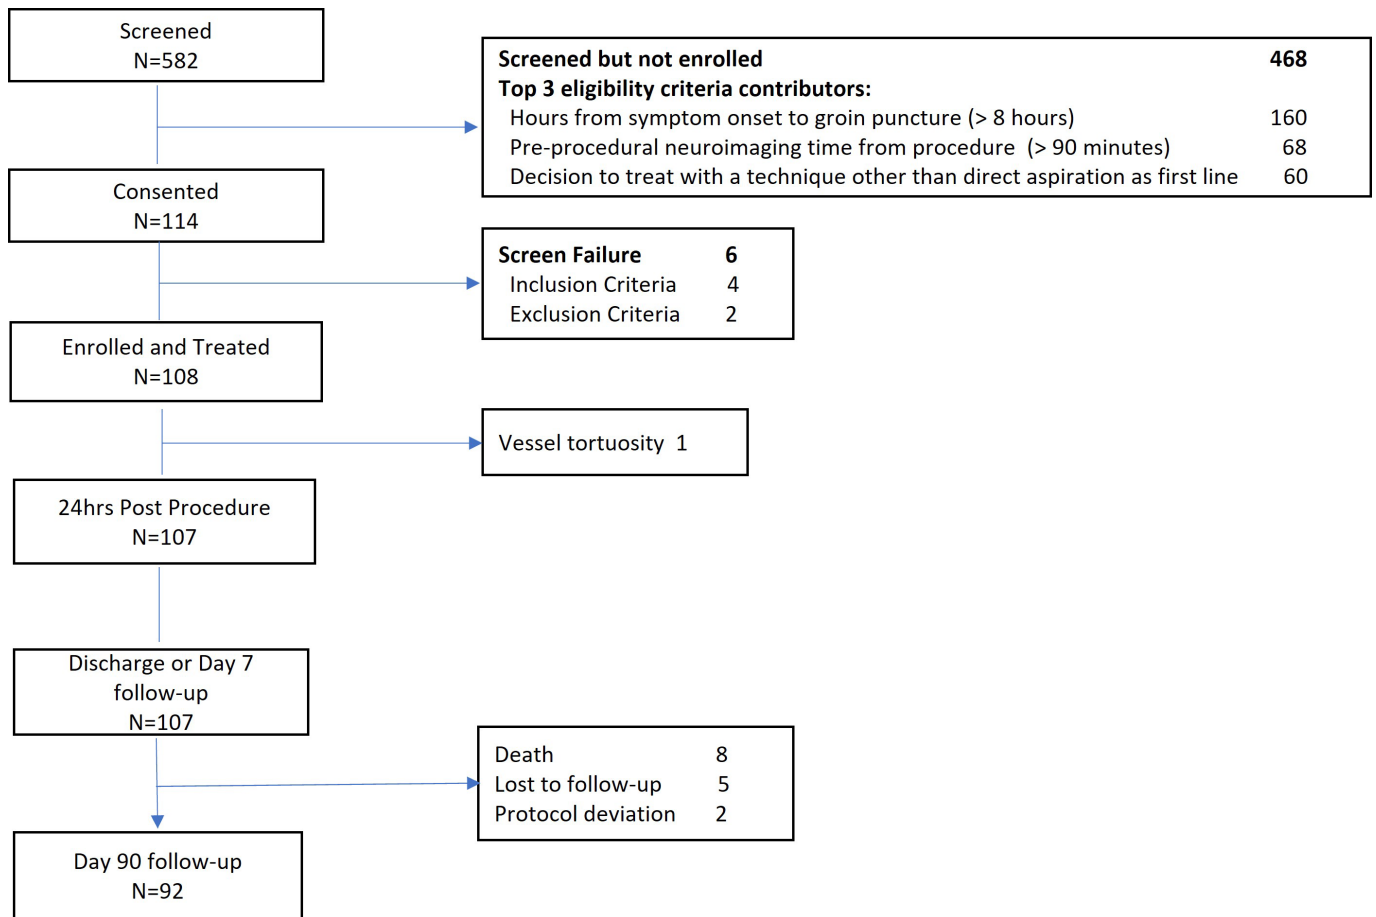 Screened
N=582
Screened but not enrolled 468
Top 3 eligibility criteria contributors:
Hours from symptom onset to groin puncture (> 8 hours) 160
Pre-procedural neuroimaging time from procedure (> 90 minutes) 68
Decision to treat with a technique other than direct aspiration as first line 60
Consented
N=114
Screen Failure 6
Inclusion Criteria 4
Exclusion Criteria 2
Enrolled and Treated
N=108
Vessel tortuosity 1
24hrs Post Procedure
N=107
Discharge or Day 7
follow-up
N=107
Death 8
Lost to follow-up 5
Protocol deviation 2
Day 90 follow-up
N=92